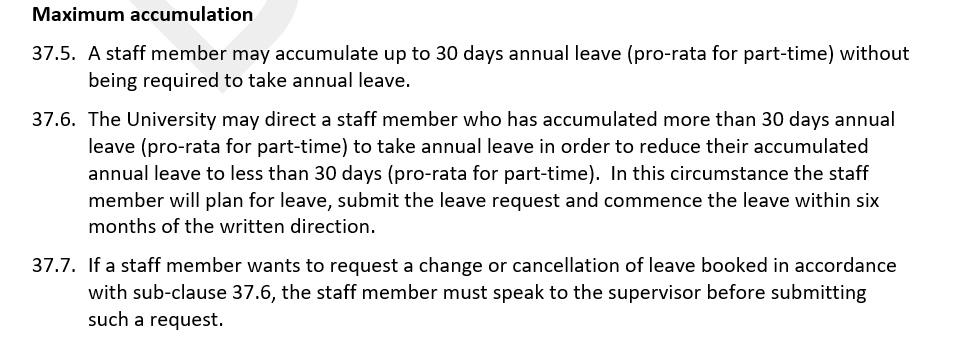 Maximum accumulation
37.5. A staff member may accumulate up to 30 days annual leave (pro-rata for part-time) without
being required to take annual leave.
37.6. The University may direct a staff member who has accumulated more than 30 days annual
leave (pro-rata for part-time) to take annual leave in order to reduce their accumulated
annual leave to less than 30 days (pro-rata for part-time).  In this circumstance the staff
member will plan for leave, submit the leave request and commence the leave within six
months of the written direction.
37.7. If a staff member wants to request a change or cancellation of leave booked in accordance
with sub-clause 37.6, the staff member must speak to the supervisor before submitting
such a request.